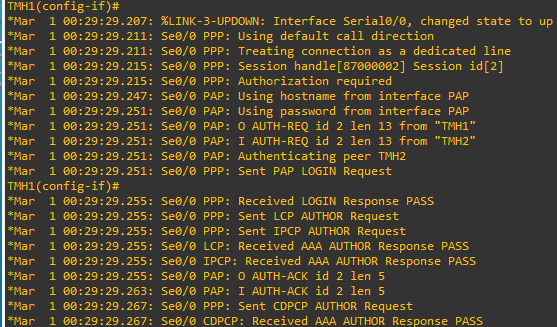 TMH1(config-if)#
*Mar  1 00:29:29.207: %LINK-3-UPDOWN: Interface Serial0/0, changed state to up
*Mar  1 00:29:29.211: Se0/0 PPP: Using default call direction
*Mar  1 00:29:29.211: Se0/0 PPP: Treating connection as a dedicated line
*Mar  1 00:29:29.215: Se0/0 PPP: Session handle[87000002] Session id[2]
*Mar  1 00:29:29.215: Se0/0 PPP: Authorization required
*Mar  1 00:29:29.247: Se0/0 PAP: Using hostname from interface PAP
*Mar  1 00:29:29.251: Se0/0 PAP: Using password from interface PAP
*Mar  1 00:29:29.251: Se0/0 PAP: O AUTH-REQ id 2 len 13 from "TMH1"
*Mar  1 00:29:29.251: Se0/0 PAP: I AUTH-REQ id 2 len 13 from "TMH2"
*Mar  1 00:29:29.251: Se0/0 PAP: Authenticating peer TMH2
*Mar  1 00:29:29.251: Se0/0 PPP: Sent PAP LOGIN Request
TMH1(config-if)#
*Mar  1 00:29:29.255: Se0/0 PPP: Received LOGIN Response PASS
*Mar  1 00:29:29.255: Se0/0 PPP: Sent LCP AUTHOR Request
*Mar  1 00:29:29.255: Se0/0 PPP: Sent IPCP AUTHOR Request
*Mar  1 00:29:29.255: Se0/0 LCP: Received AAA AUTHOR Response PASS
*Mar  1 00:29:29.255: Se0/0 IPCP: Received AAA AUTHOR Response PASS
*Mar  1 00:29:29.255: Se0/0 PAP: O AUTH-ACK id 2 len 5
*Mar  1 00:29:29.263: Se0/0 PAP: I AUTH-ACK id 2 len 5
*Mar  1 00:29:29.267: Se0/0 PPP: Sent CDPCP AUTHOR Request
*Mar  1 00:29:29.267: Se0/0 CDPCP: Received AAA AUTHOR Response PASS